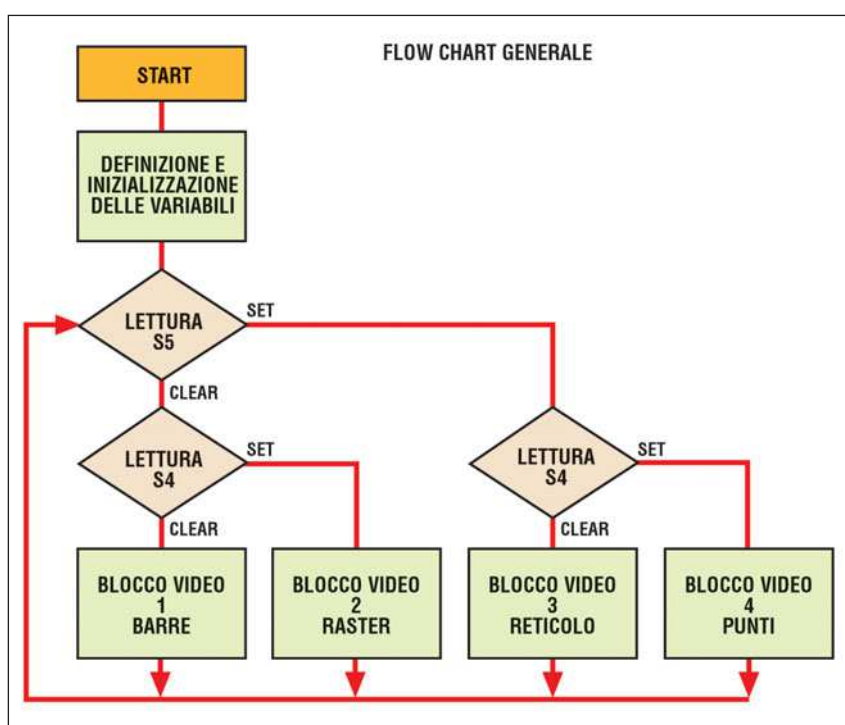 FLOW CHART GENERALE
START
DEFINIZIONE E
INIZIALIZZAZIONE
DELLE VARIABILI
LETTURA
S5
SET
CLEAR
LETTURA
S4
SET
CLEAR
LETTURA
S4
SET
CLEAR
BLOCCO VIDEO
1
BARRE
BLOCCO VIDEO
2
RASTER
BLOCCO VIDEO
3
RETICOLO
BLOCCO VIDEO
4
PUNTI